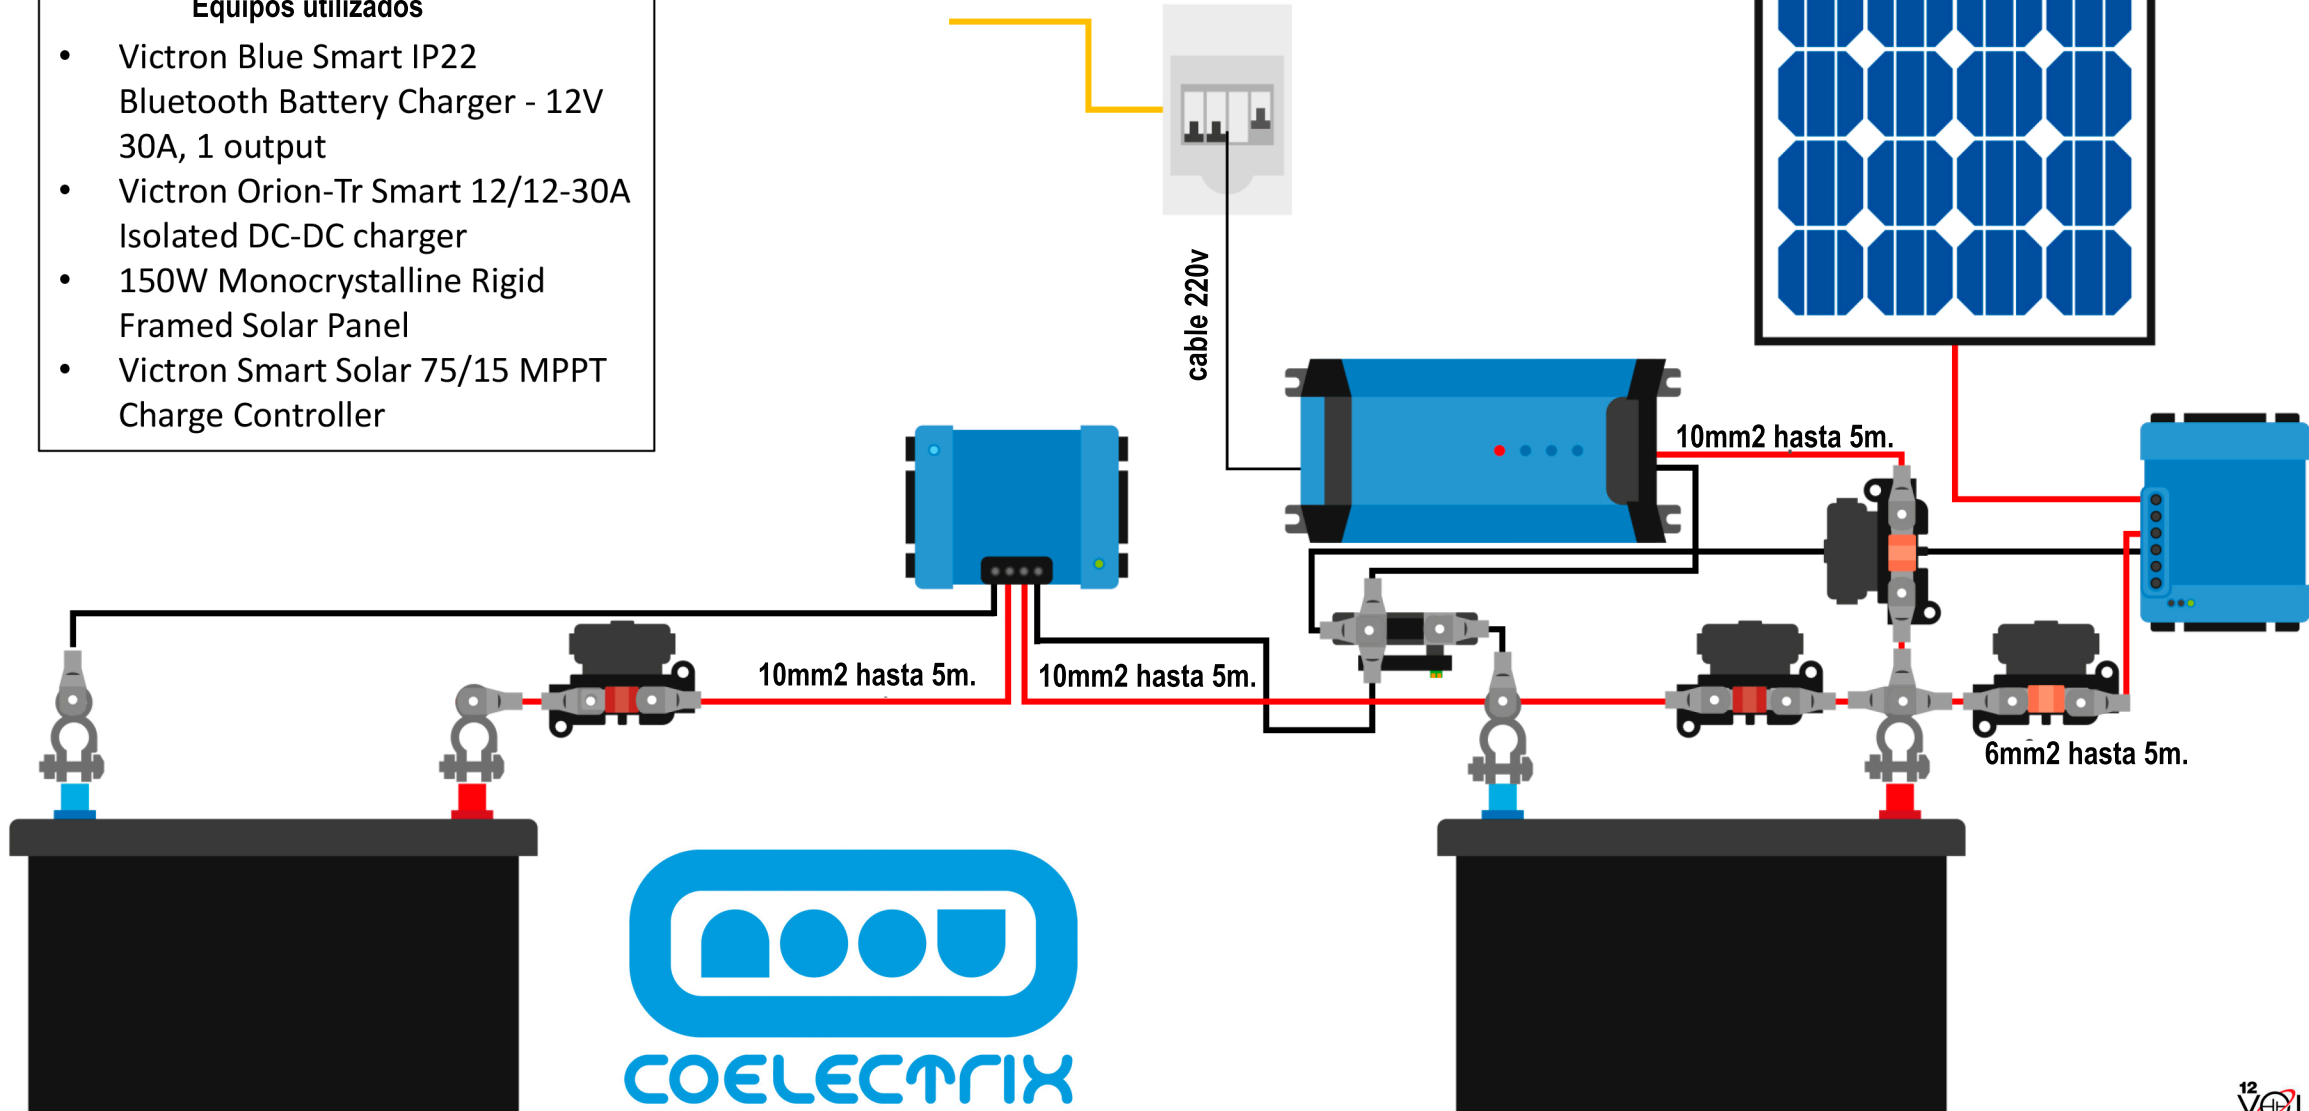 Equipos utilizados
• Victron Blue Smart IP22
Bluetooth Battery Charger - 12V
30A, 1 output
• Victron Orion-Tr Smart 12/12-30A
Isolated DC-DC charger
• 150W Monocrystalline Rigid
Framed Solar Panel
• Victron Smart Solar 75/15 MPPT
Charge Controller
cable 220v
10mm2 hasta 5m.
10mm2 hasta 5m.
10mm2 hasta 5m.
6mm2 hasta 5m.
COELECTRIX
12